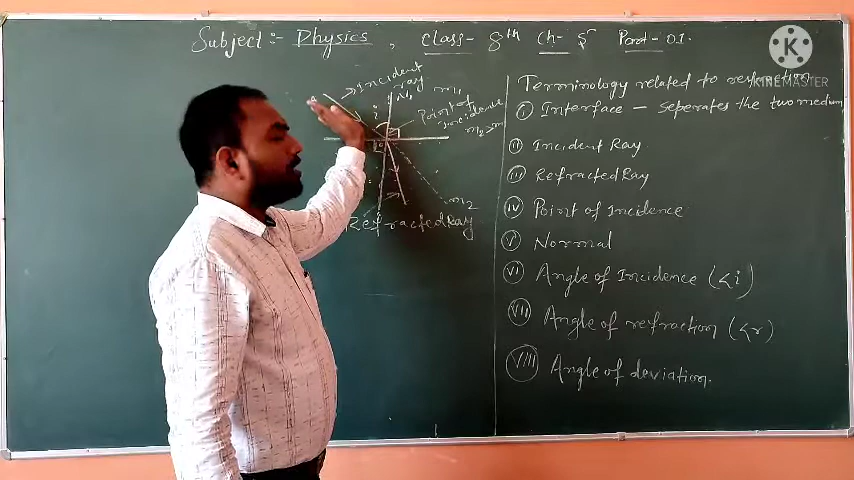 Subject:- Physics, Class- 8th Ch- 5 Part-01
KINEMASTER
Incident
ray
Point of
incidence
m2
Refracted Ray
Terminology related to refraction
(i) Interface - Seperates the two medium
(ii) Incident Ray
(iii) Refracted Ray
(iv) Point of Incidence
(v) Normal
(vi) Angle of Incidence (<i)
(vii) Angle of refraction (<r)
(viii) Angle of deviation.